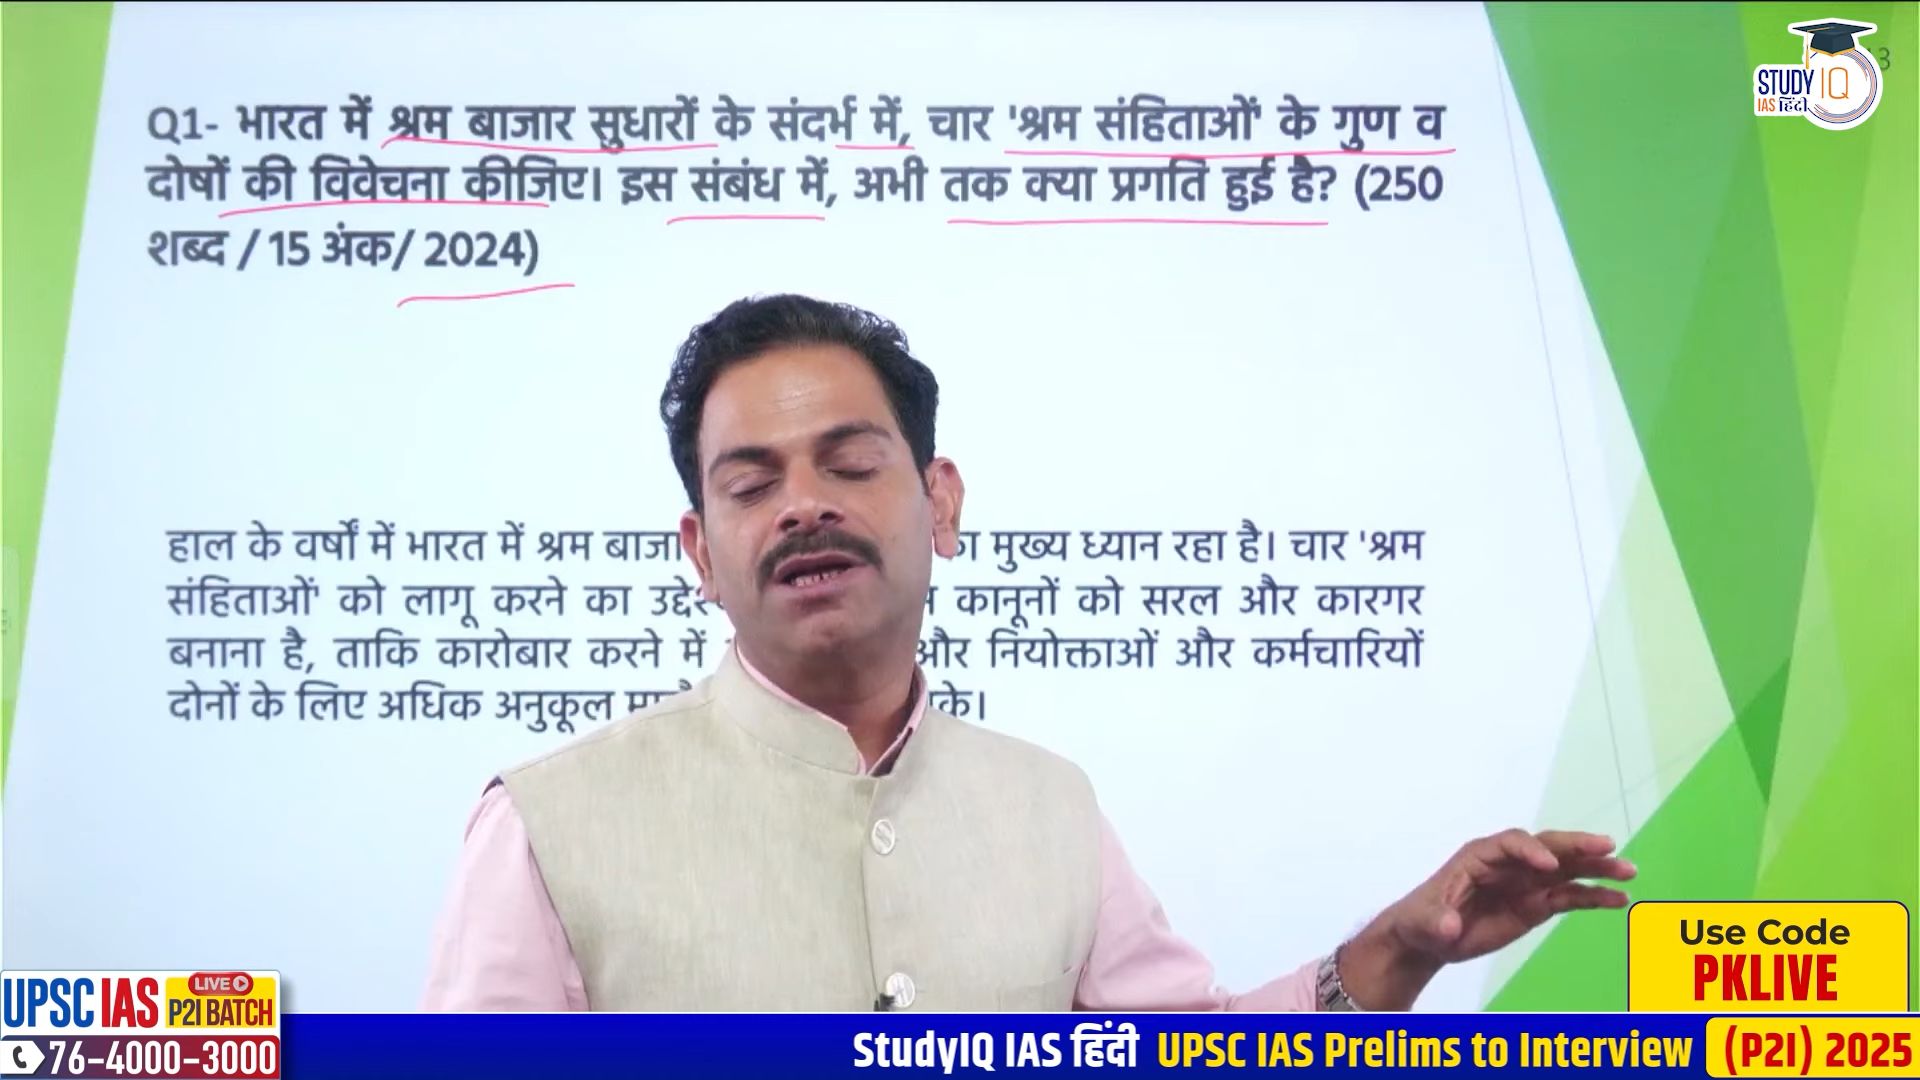 Q1- भारत में श्रम बाजार सुधारों के संदर्भ में, चार 'श्रम संहिताओं' के गुण व
दोषों की विवेचना कीजिए। इस संबंध में, अभी तक क्या प्रगति हुई है? (250
शब्द / 15 अंक/ 2024)
STUDY IQ
IAS हिंदी
3
हाल के वर्षों में भारत में श्रम मुख्य ध्यान रहा है। चार 'श्रम
संहिताओं' को लागू करने का कानूनों को सरल और कारगर
बनाना है, ताकि कारोबार करने में और नियोक्ताओं और कर्मचारियों
दोनों के लिए अधिक अनुकूल
Use Code
PKLIVE
UPSC IAS LIVE P2I BATCH
76-4000-3000
StudyIQ IAS हिंदी UPSC IAS Prelims to Interview (P2I) 2025